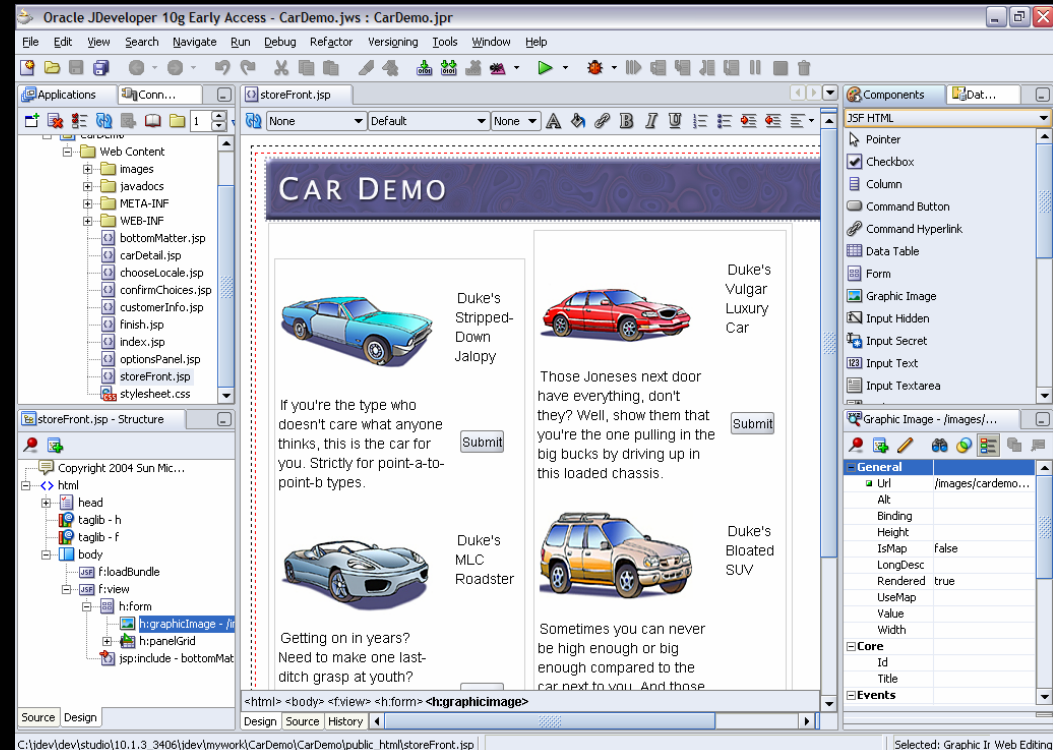 Oracle JDeveloper 10g Early Access - CarDemo.jws : CarDemo.jpr
File Edit View Search Navigate Run Debug Refactor Versioning Tools Window Help
Applications Conn...
1
Web Content
images
javadocs
META-INF
WEB-INF
bottomMatter.jsp
carDetail.jsp
chooseLocale.jsp
confirmChoices.jsp
customerInfo.jsp
finish.jsp
index.jsp
optionsPanel.jsp
storeFront.jsp
stylesheet.css
storeFront.jsp - Structure
Copyright 2004 Sun Mic...
html
head
taglib - h
taglib - f
body
f:loadBundle
f:view
h:form
h:graphicImage - /i
h:panelGrid
jsp:include - bottomMat
Source Design
storeFront.jsp
None Default None A B I U
CAR DEMO
Duke's
Stripped-
Down
Jalopy
If you're the type who
doesn't care what anyone
thinks, this is the car for
you. Strictly for point-a-to-
point-b types.
Submit
Duke's
Vulgar
Luxury
Car
Those Joneses next door
have everything, don't
they? Well, show them that
you're the one pulling in the
big bucks by driving up in
this loaded chassis.
Submit
Duke's
MLC
Roadster
Getting on in years?
Need to make one last-
ditch grasp at youth?
Duke's
Bloated
SUV
Sometimes you can never
be high enough or big
enough compared to the
car next to you. And those
<html> <body> <f:view> <h:form> <h:graphicimage>
Design Source History
Components Dat...
JSF HTML
Pointer
Checkbox
Column
Command Button
Command Hyperlink
Data Table
Form
Graphic Image
Input Hidden
Input Secret
Input Text
Input Textarea
Graphic Image - /images/...
General
Url /images/cardemo...
Alt
Binding
Height
IsMap false
LongDesc
Rendered true
UseMap
Value
Width
Core
Id
Title
Events
C:\jdev\dev\studio\10.1.3_3406\jdev\mywork\CarDemo\CarDemo\public_html\storeFront.jsp
Selected: Graphic Ir Web Editing